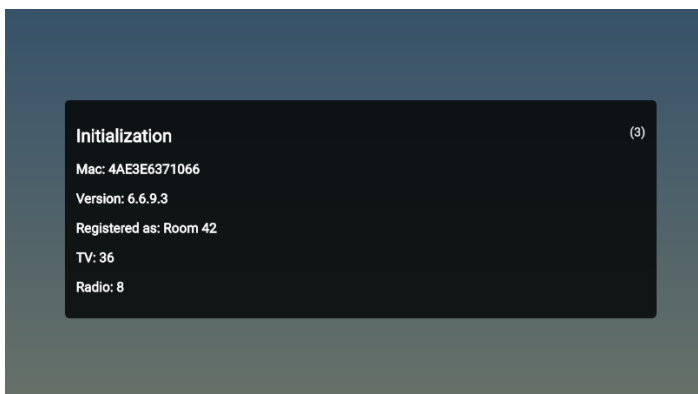 Initialization
(3)
Mac: 4AE3E6371066
Version: 6.6.9.3
Registered as: Room 42
TV: 36
Radio: 8